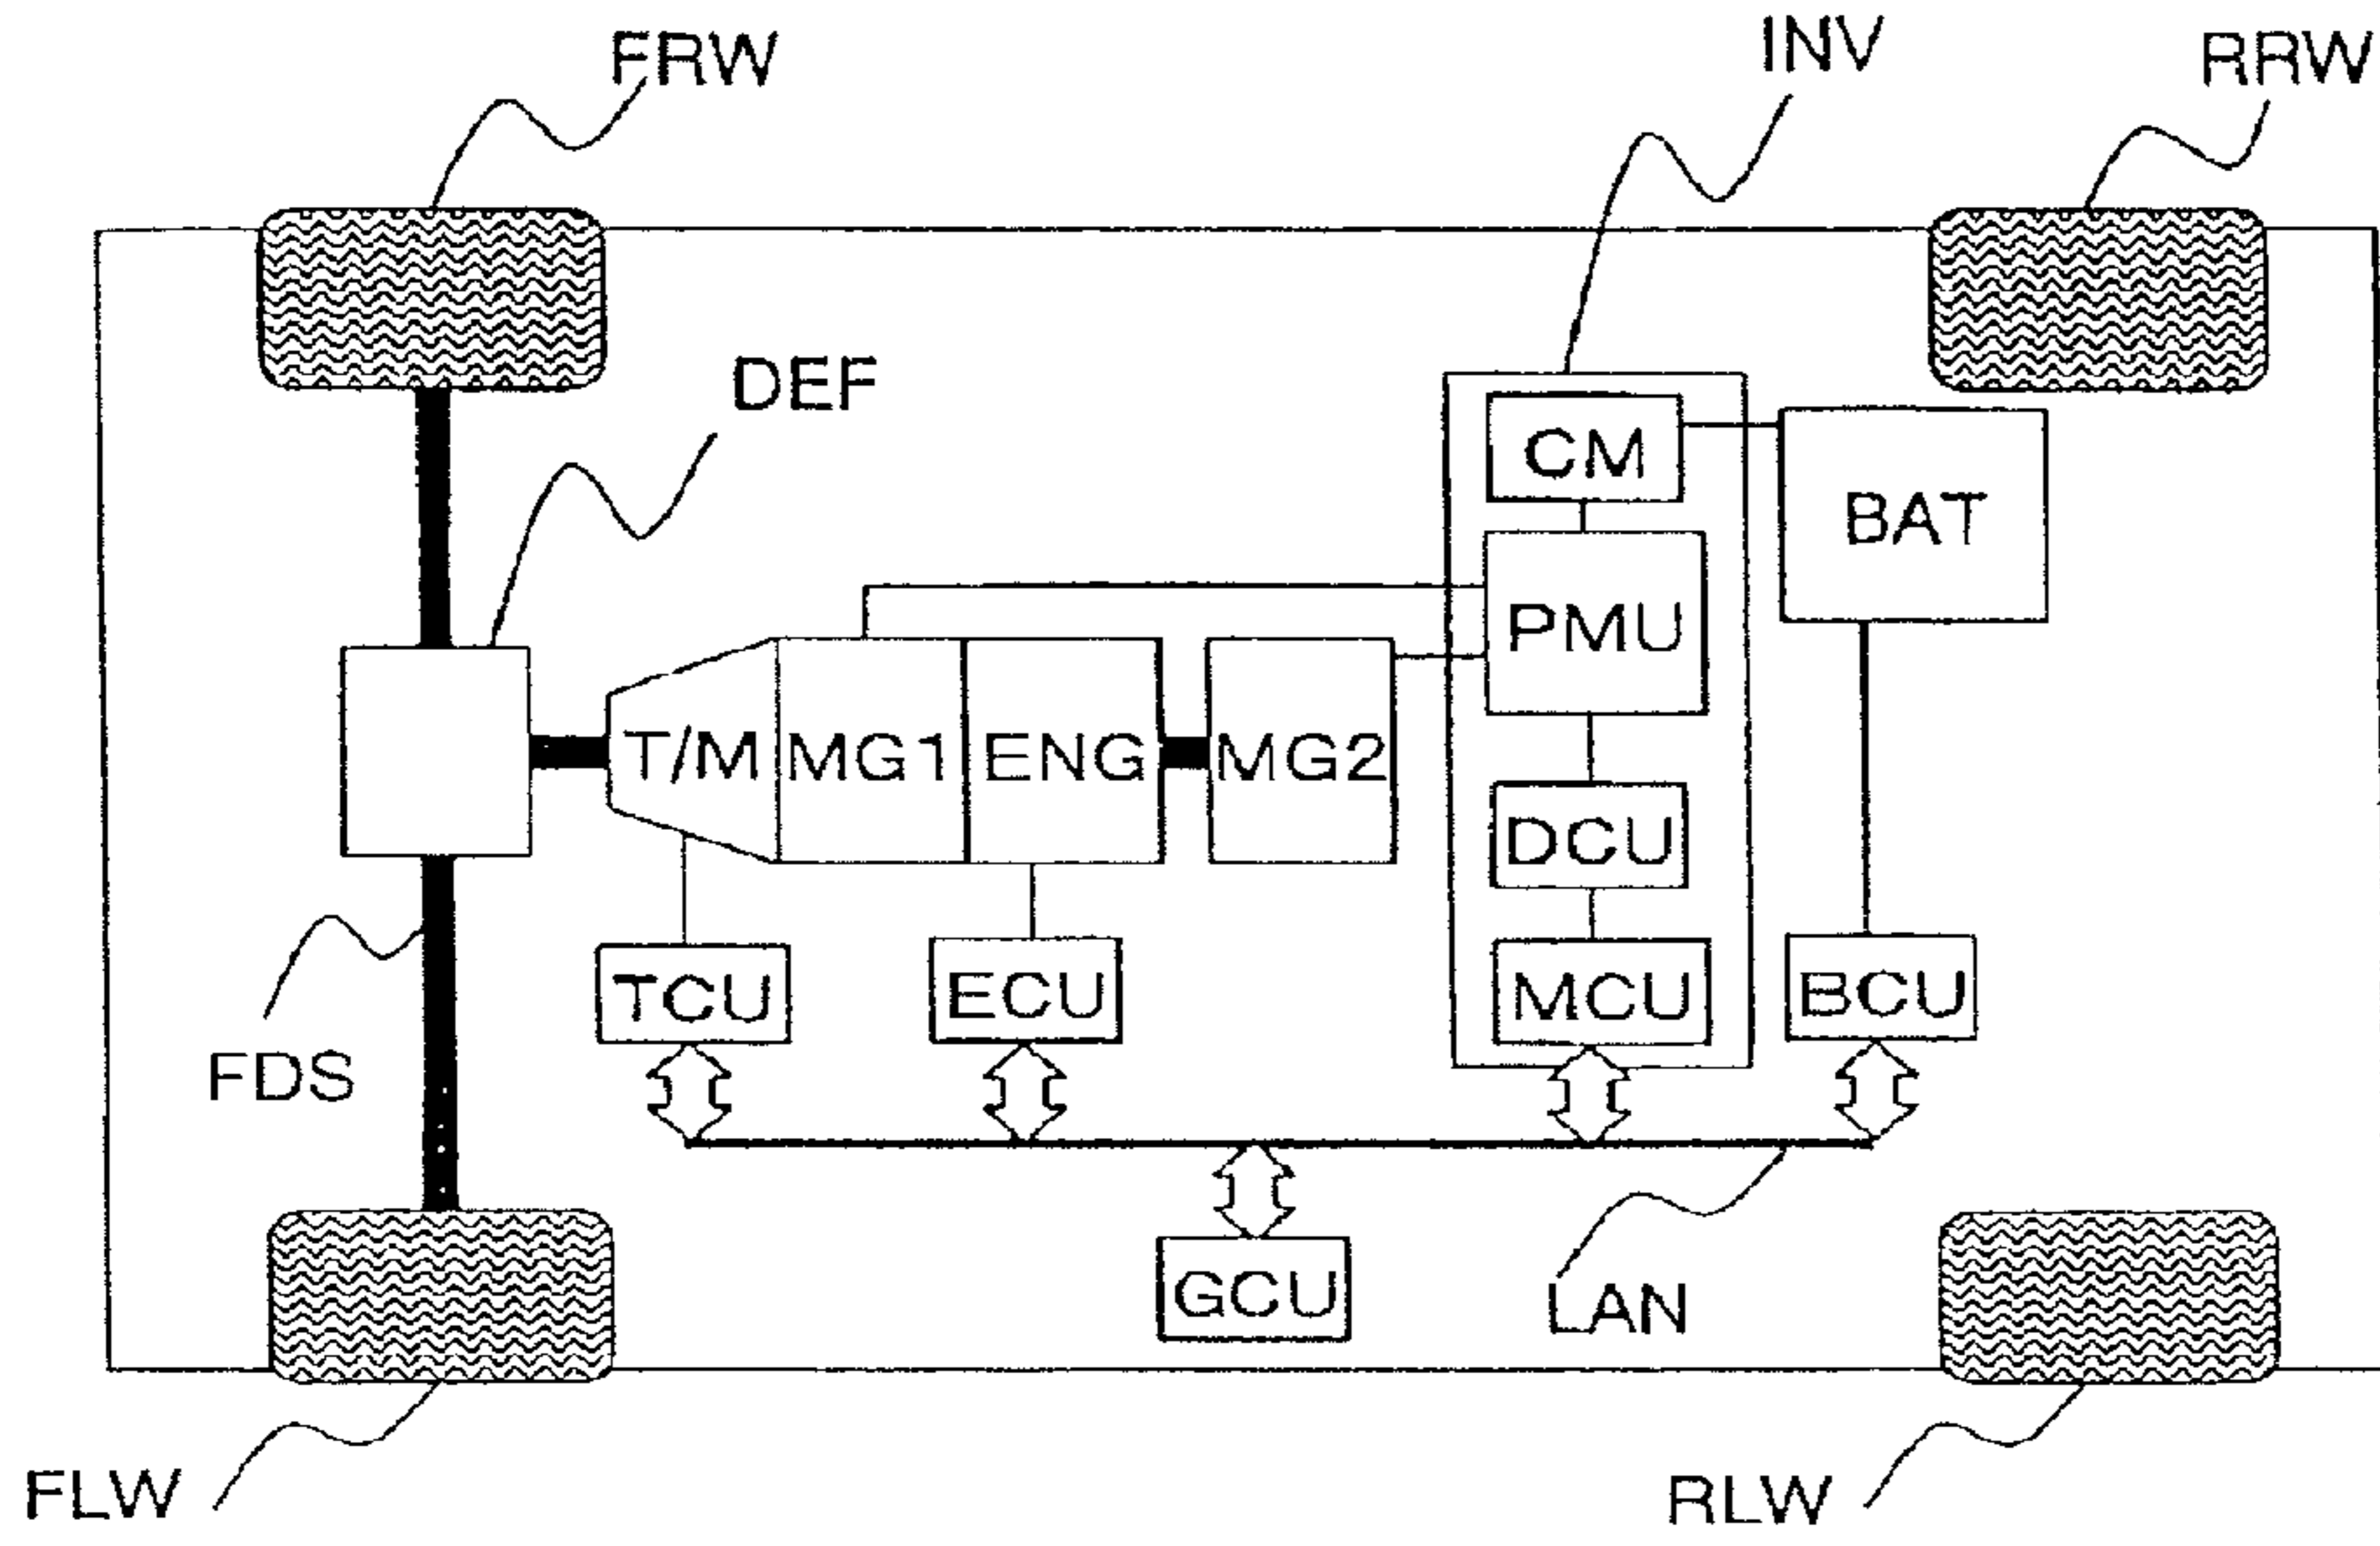 FRW
INV
RRW
DEF
CM
BAT
PMU
T/M
MG1
ENG
MG2
DCU
TCU
ECU
MCU
BCU
FDS
GCU
LAN
FLW
RLW